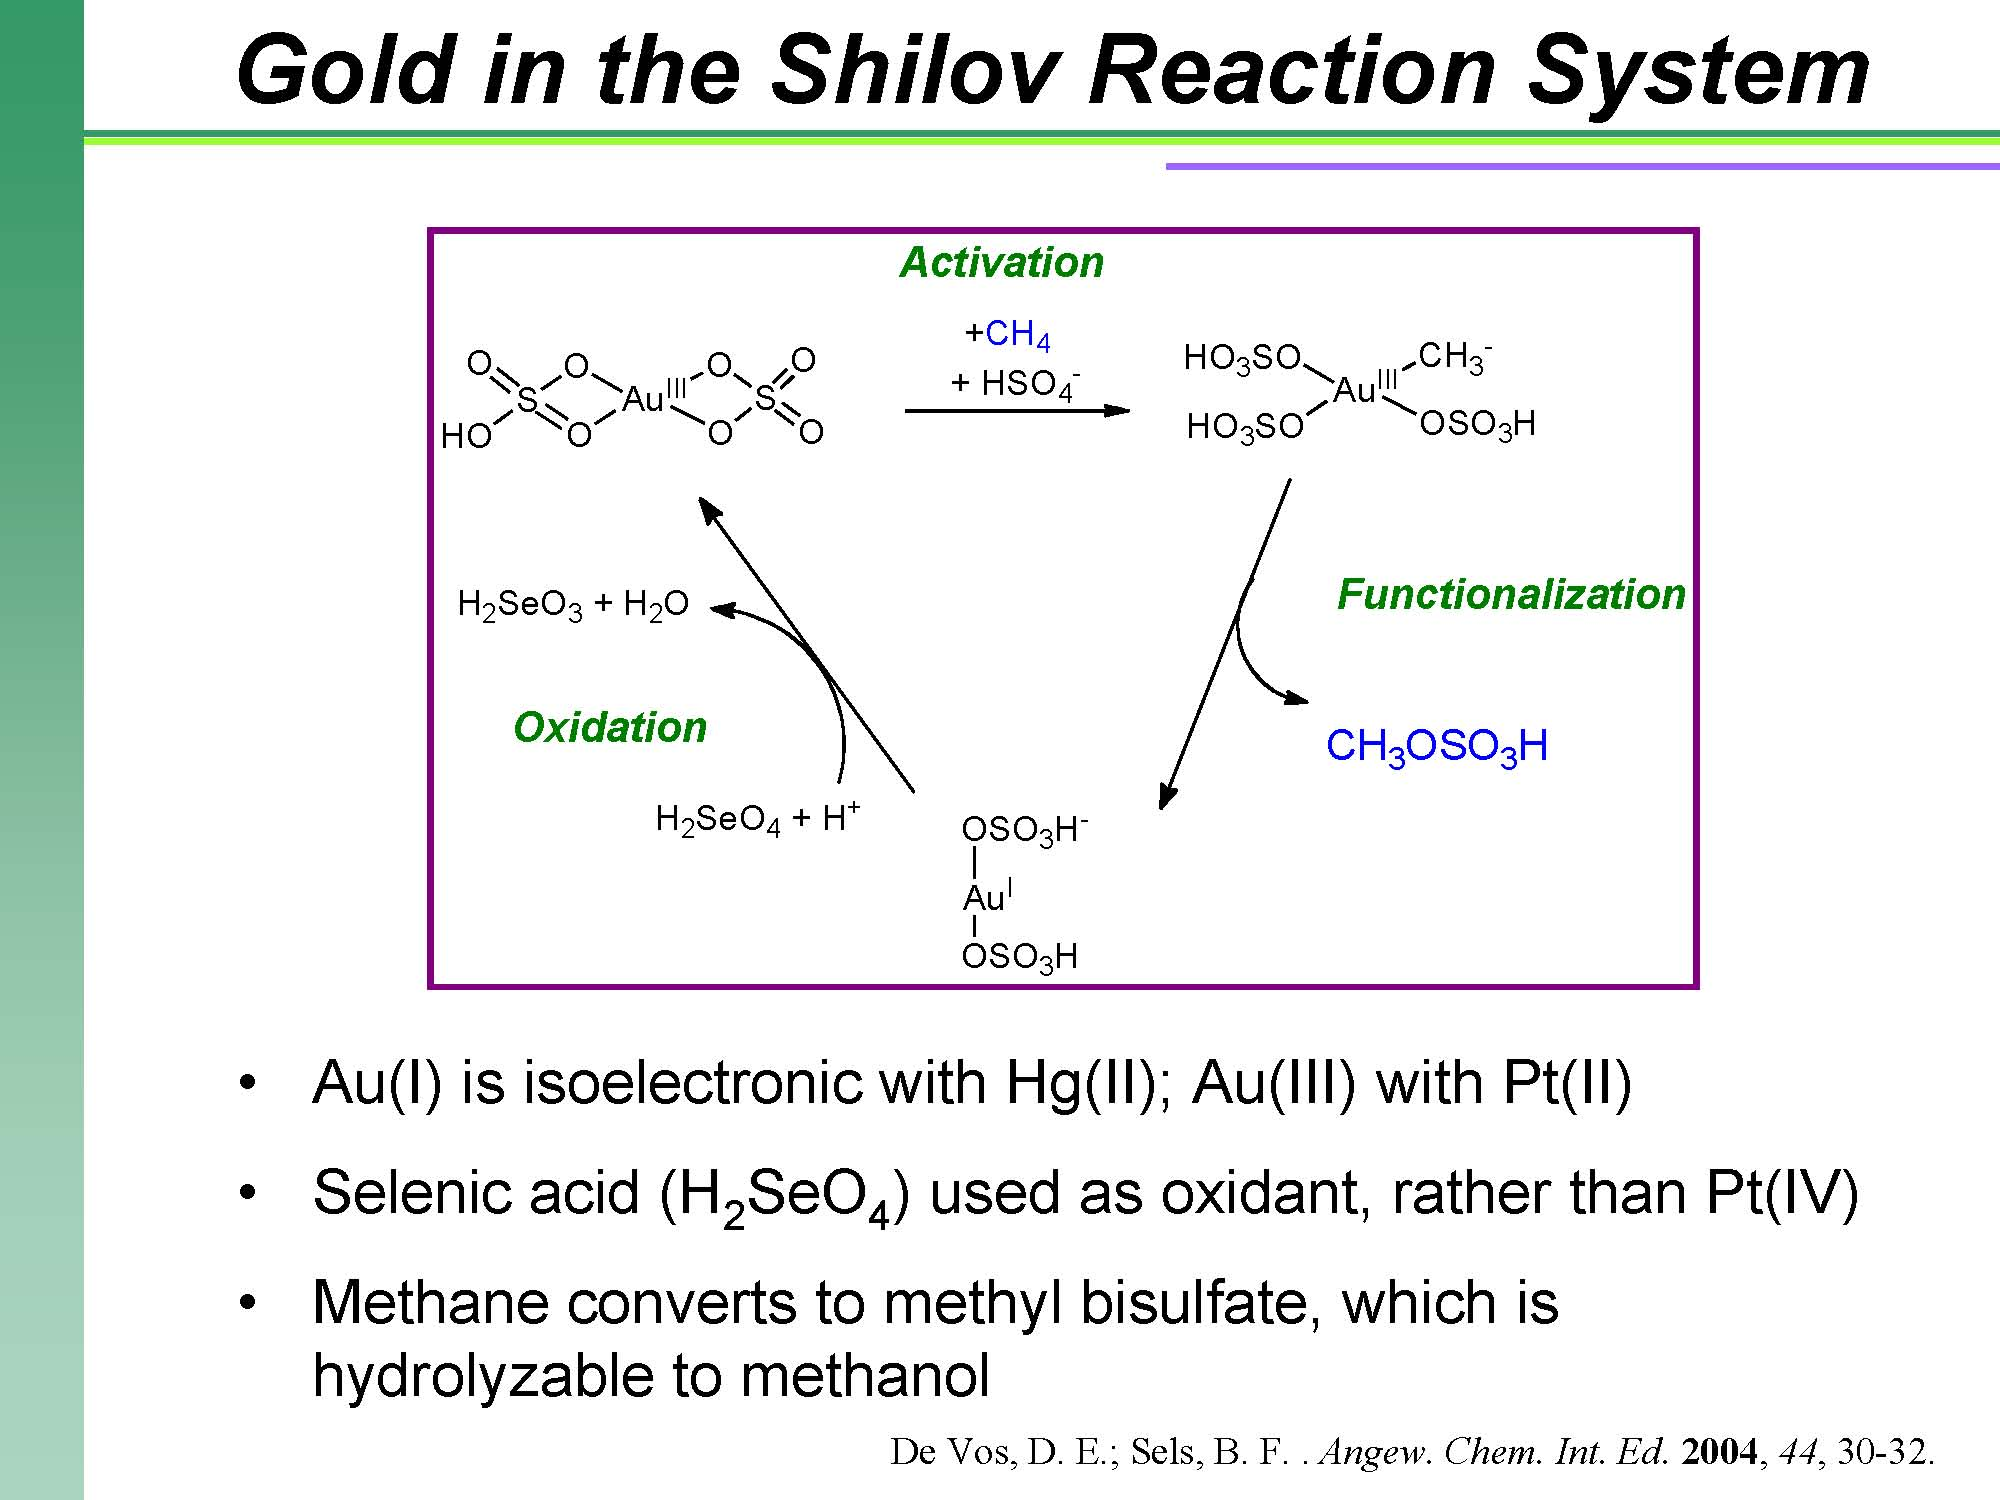 Gold in the Shilov Reaction System
Activation
+CH4
+ HSO4-
O
O
O
O
S
AuIII
S
HO
O
O
O
HO3SO
CH3-
AuIII
HO3SO
OSO3H
H2SeO3 + H2O
Functionalization
Oxidation
CH3OSO3H
H2SeO4 + H+
OSO3H-
AuI
OSO3H
• Au(I) is isoelectronic with Hg(II); Au(III) with Pt(II)
• Selenic acid (H2SeO4) used as oxidant, rather than Pt(IV)
• Methane converts to methyl bisulfate, which is
hydrolyzable to methanol
De Vos, D. E.; Sels, B. F. . Angew. Chem. Int. Ed. 2004, 44, 30-32.